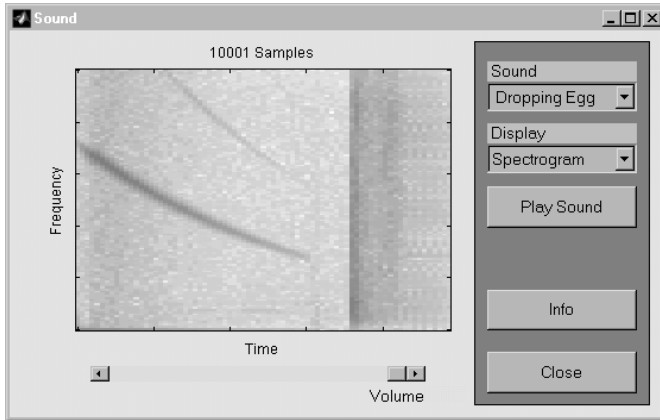 Sound
10001 Samples
Frequency
Time
Volume
Sound
Dropping Egg
Display
Spectrogram
Play Sound
Info
Close